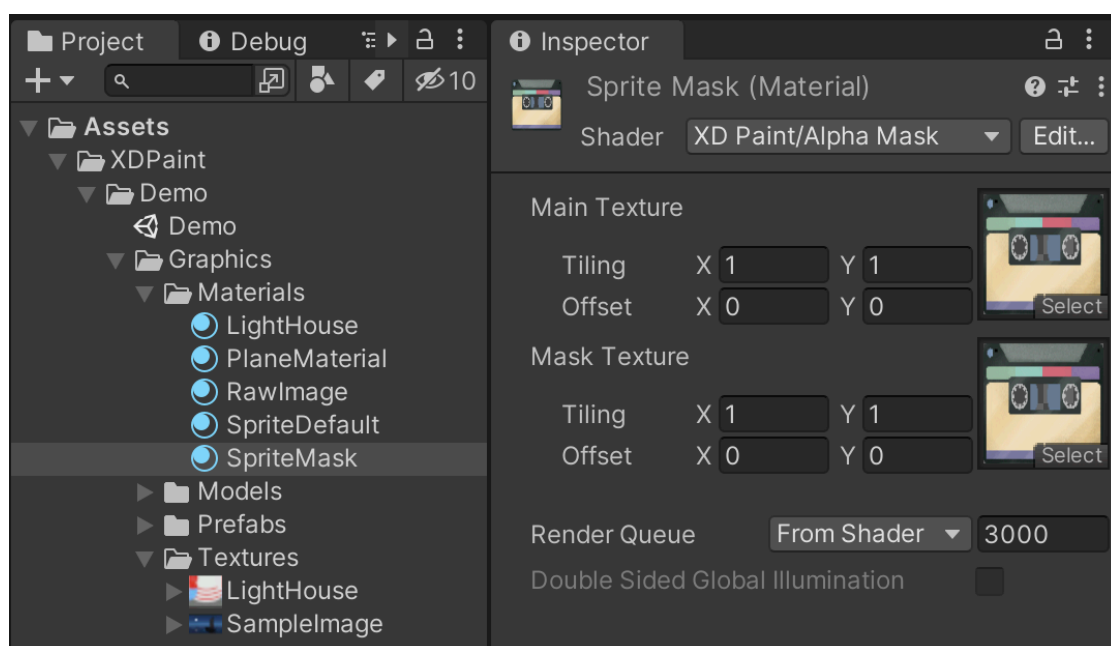 Project
Debug
10
Assets
XDPaint
Demo
Demo
Graphics
Materials
LightHouse
PlaneMaterial
RawImage
SpriteDefault
SpriteMask
Models
Prefabs
Textures
LightHouse
SampleImage
Inspector
Sprite Mask (Material)
Shader XD Paint/Alpha Mask Edit...
Main Texture
Tiling X 1 Y 1
Offset X 0 Y 0
Select
Mask Texture
Tiling X 1 Y 1
Offset X 0 Y 0
Select
Render Queue From Shader 3000
Double Sided Global Illumination